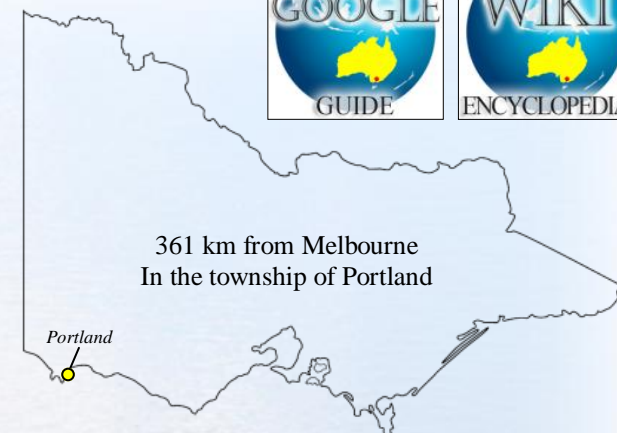 GOOGLE
GUIDE
WIKI
ENCYCLOPEDIA
361 km from Melbourne
In the township of Portland
Portland